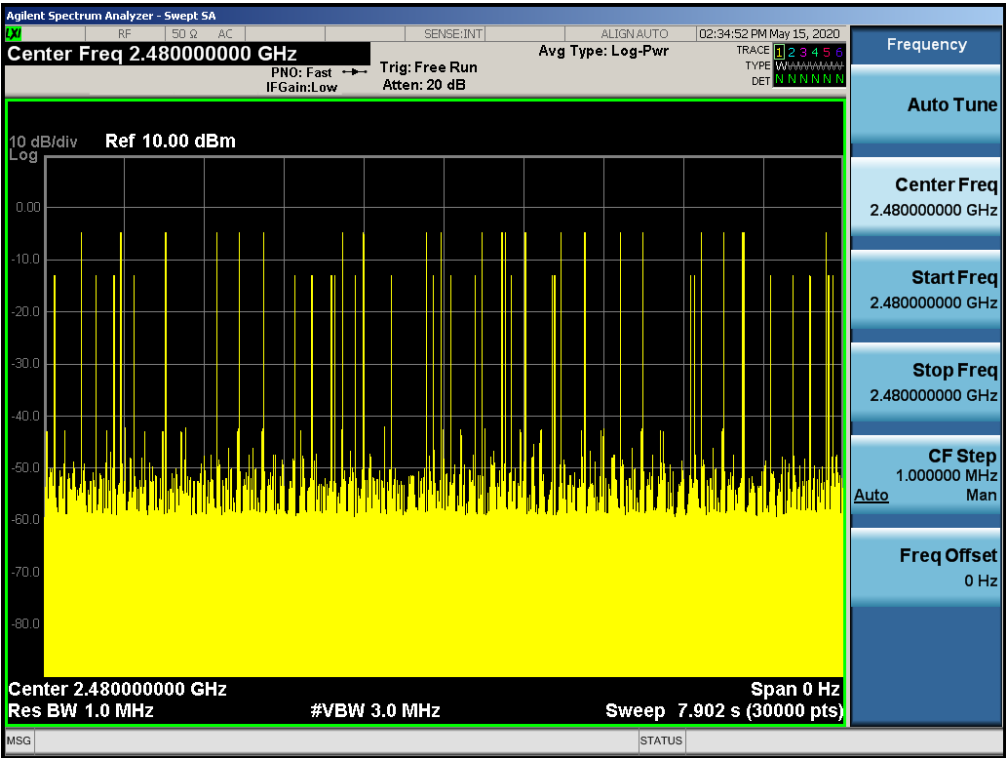 Agilent Spectrum Analyzer - Swept SA
LXI RF 50 Ω AC SENSE:INT ALIGNAUTO 02:34:52 PM May 15, 2020
Center Freq 2.480000000 GHz
Avg Type: Log-Pwr
TRACE 1 2 3 4 5 6
TYPE WWWWWW
DET N N N N N N
PNO: Fast
IFGain:Low
Trig: Free Run
Atten: 20 dB
10 dB/div Ref 10.00 dBm
Log
0.00
-10.0
-20.0
-30.0
-40.0
-50.0
-60.0
-70.0
-80.0
Center 2.480000000 GHz Span 0 Hz
Res BW 1.0 MHz #VBW 3.0 MHz Sweep 7.902 s (30000 pts)
MSG STATUS
Frequency
Auto Tune
Center Freq
2.480000000 GHz
Start Freq
2.480000000 GHz
Stop Freq
2.480000000 GHz
CF Step
1.000000 MHz
Auto Man
Freq Offset
0 Hz